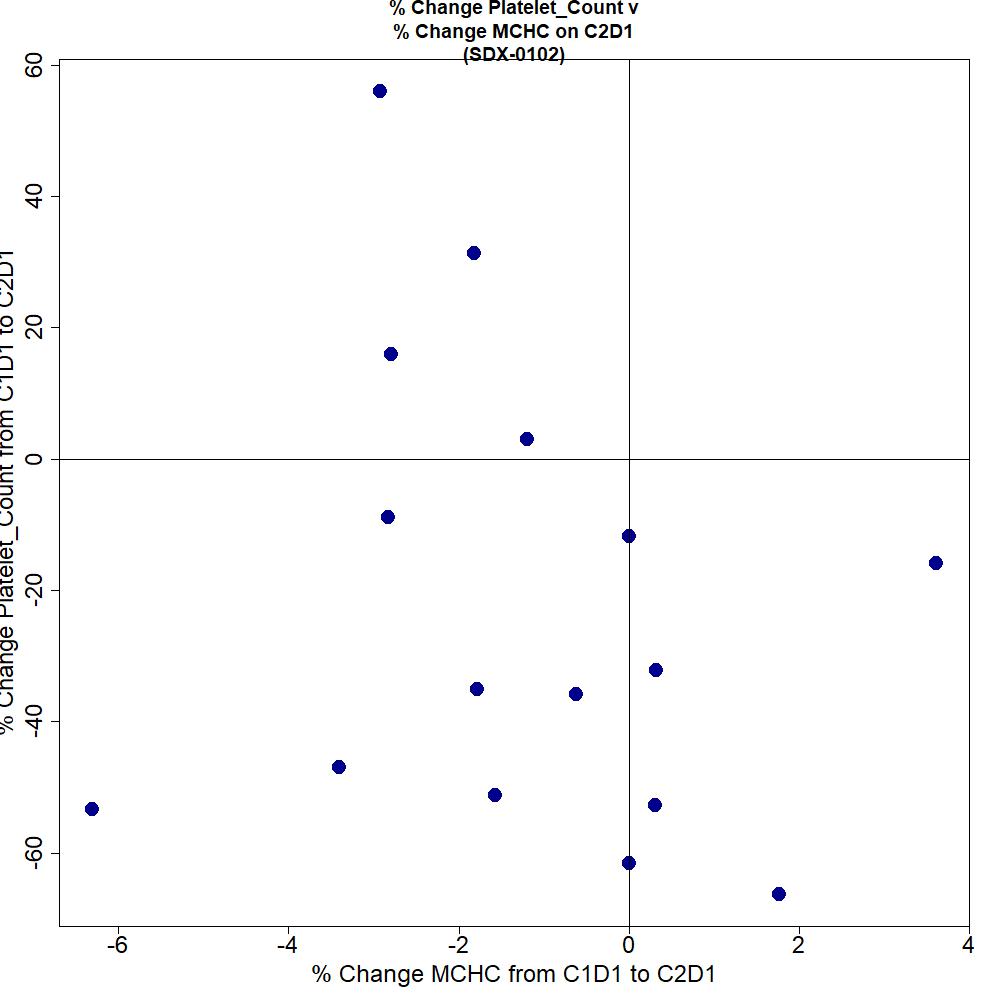 % Change Platelet_Count v
% Change MCHC on C2D1
(SDX-0102)
% Change Platelet_Count from C1D1 to C2D1
60
40
20
0
-20
-40
-60
-6
-4
-2
0
2
4
% Change MCHC from C1D1 to C2D1